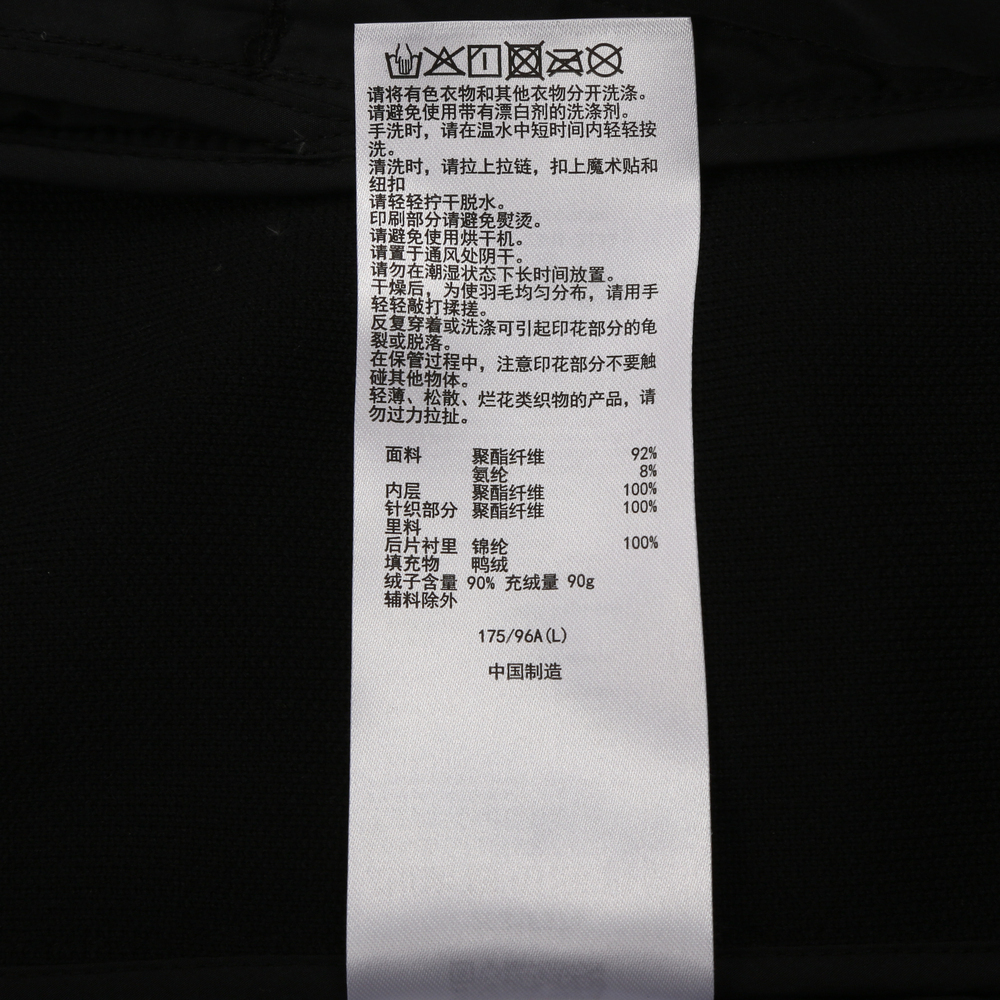 请将有色衣物和其他衣物分开洗涤。
请避免使用带有漂白剂的洗涤剂。
手洗时，请在温水中短时间内轻轻按
洗。
清洗时，请拉上拉链，扣上魔术贴和
纽扣
请轻轻拧干脱水。
印刷部分请避免熨烫。
请避免使用烘干机。
请置于通风处阴干。
请勿在潮湿状态下长时间放置。
干燥后，为使羽毛均匀分布，请用手
轻轻敲打揉搓。
反复穿着或洗涤可引起印花部分的龟
裂或脱落。
在保管过程中，注意印花部分不要触
碰其他物体。
轻薄、松散、烂花类织物的产品，请
勿过力拉扯。
面料 聚酯纤维 92%
氨纶 8%
内层 聚酯纤维 100%
针织部分 聚酯纤维 100%
里料
后片衬里 锦纶 100%
填充物 鸭绒
绒子含量 90% 充绒量 90g
辅料除外
175/96A(L)
中国制造